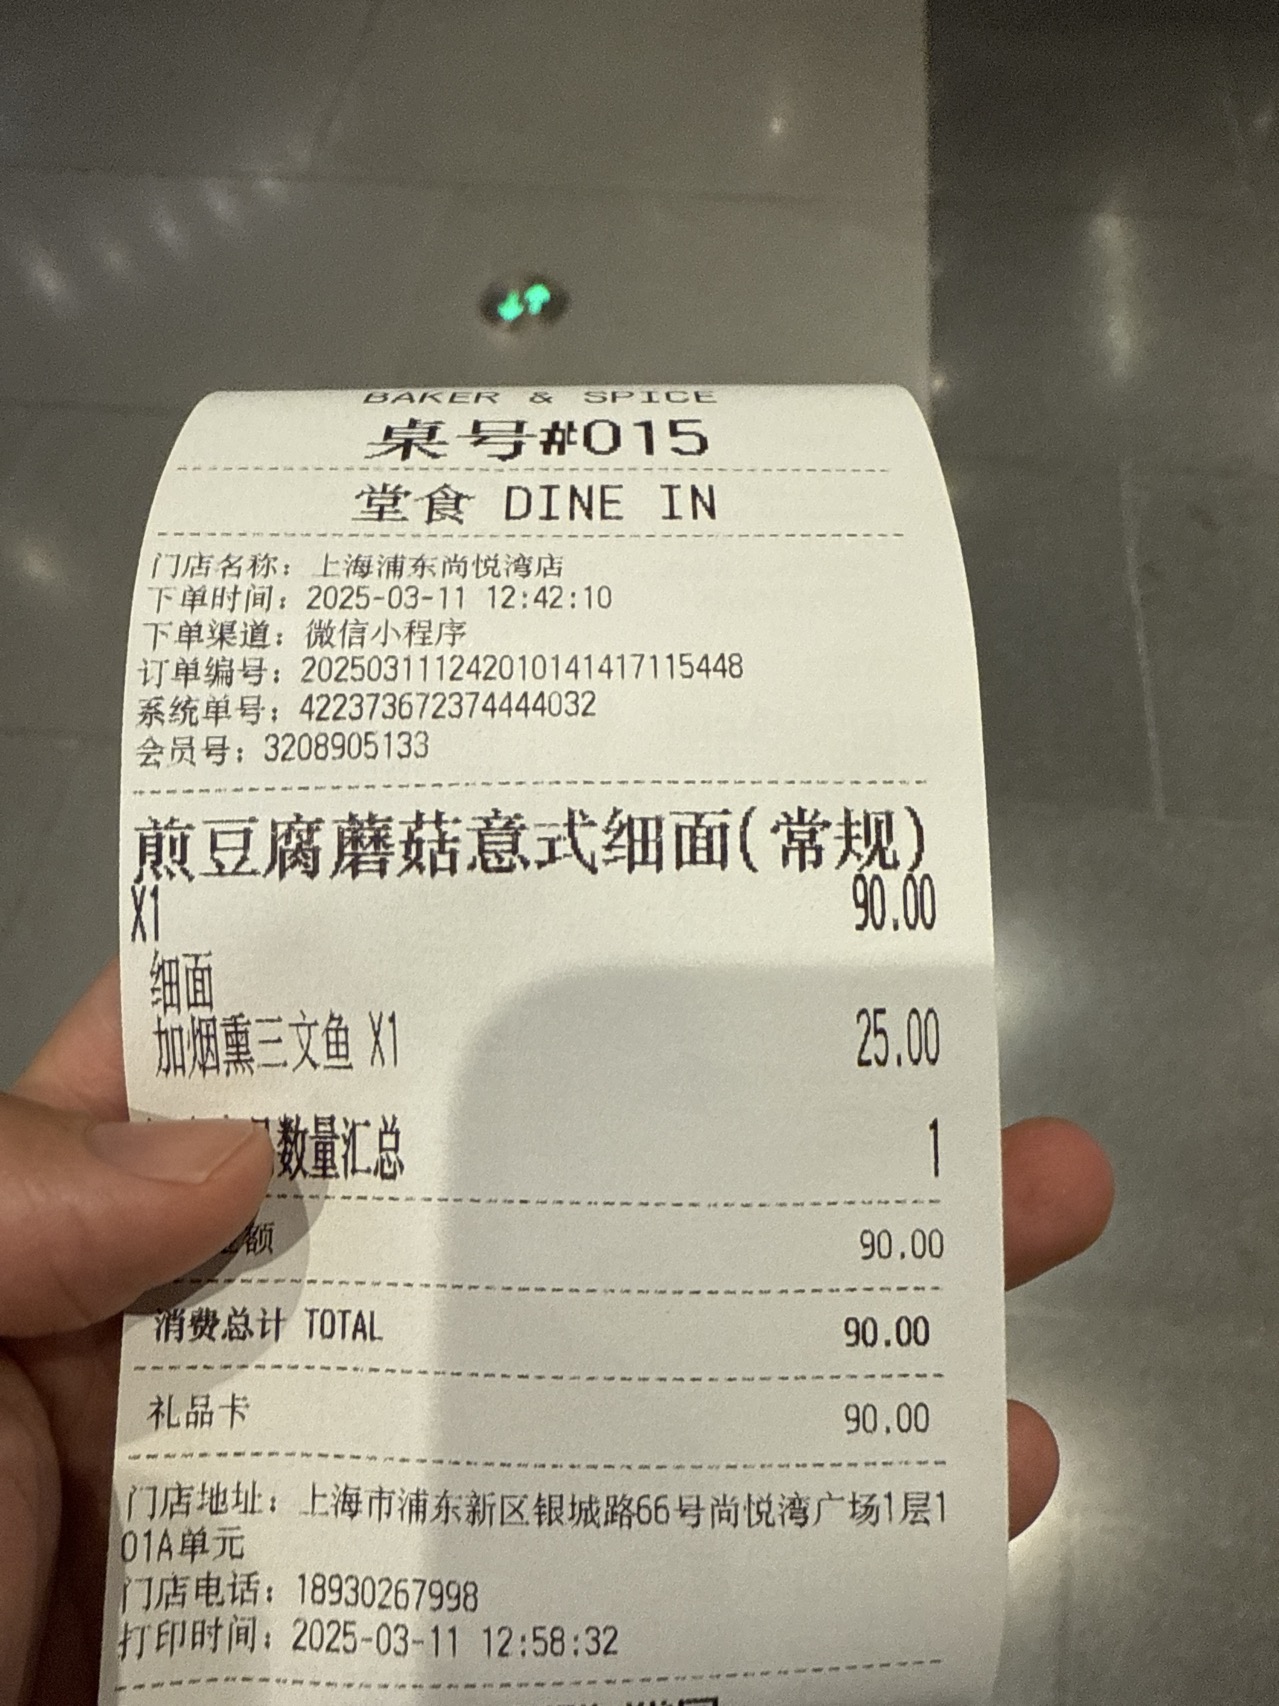 BAKER & SPICE
桌号#015
堂食 DINE IN
门店名称：上海浦东尚悦湾店
下单时间：2025-03-11 12:42:10
下单渠道：微信小程序
订单编号：202503111242010141417115448
系统单号：422373672374444032
会员号：3208905133
煎豆腐蘑菇意式细面(常规)
X1 90.00
细面
加烟熏三文鱼 X1 25.00
数量汇总 1
额 90.00
消费总计 TOTAL 90.00
礼品卡 90.00
门店地址：上海市浦东新区银城路66号尚悦湾广场1层1
01A单元
门店电话：18930267998
打印时间：2025-03-11 12:58:32